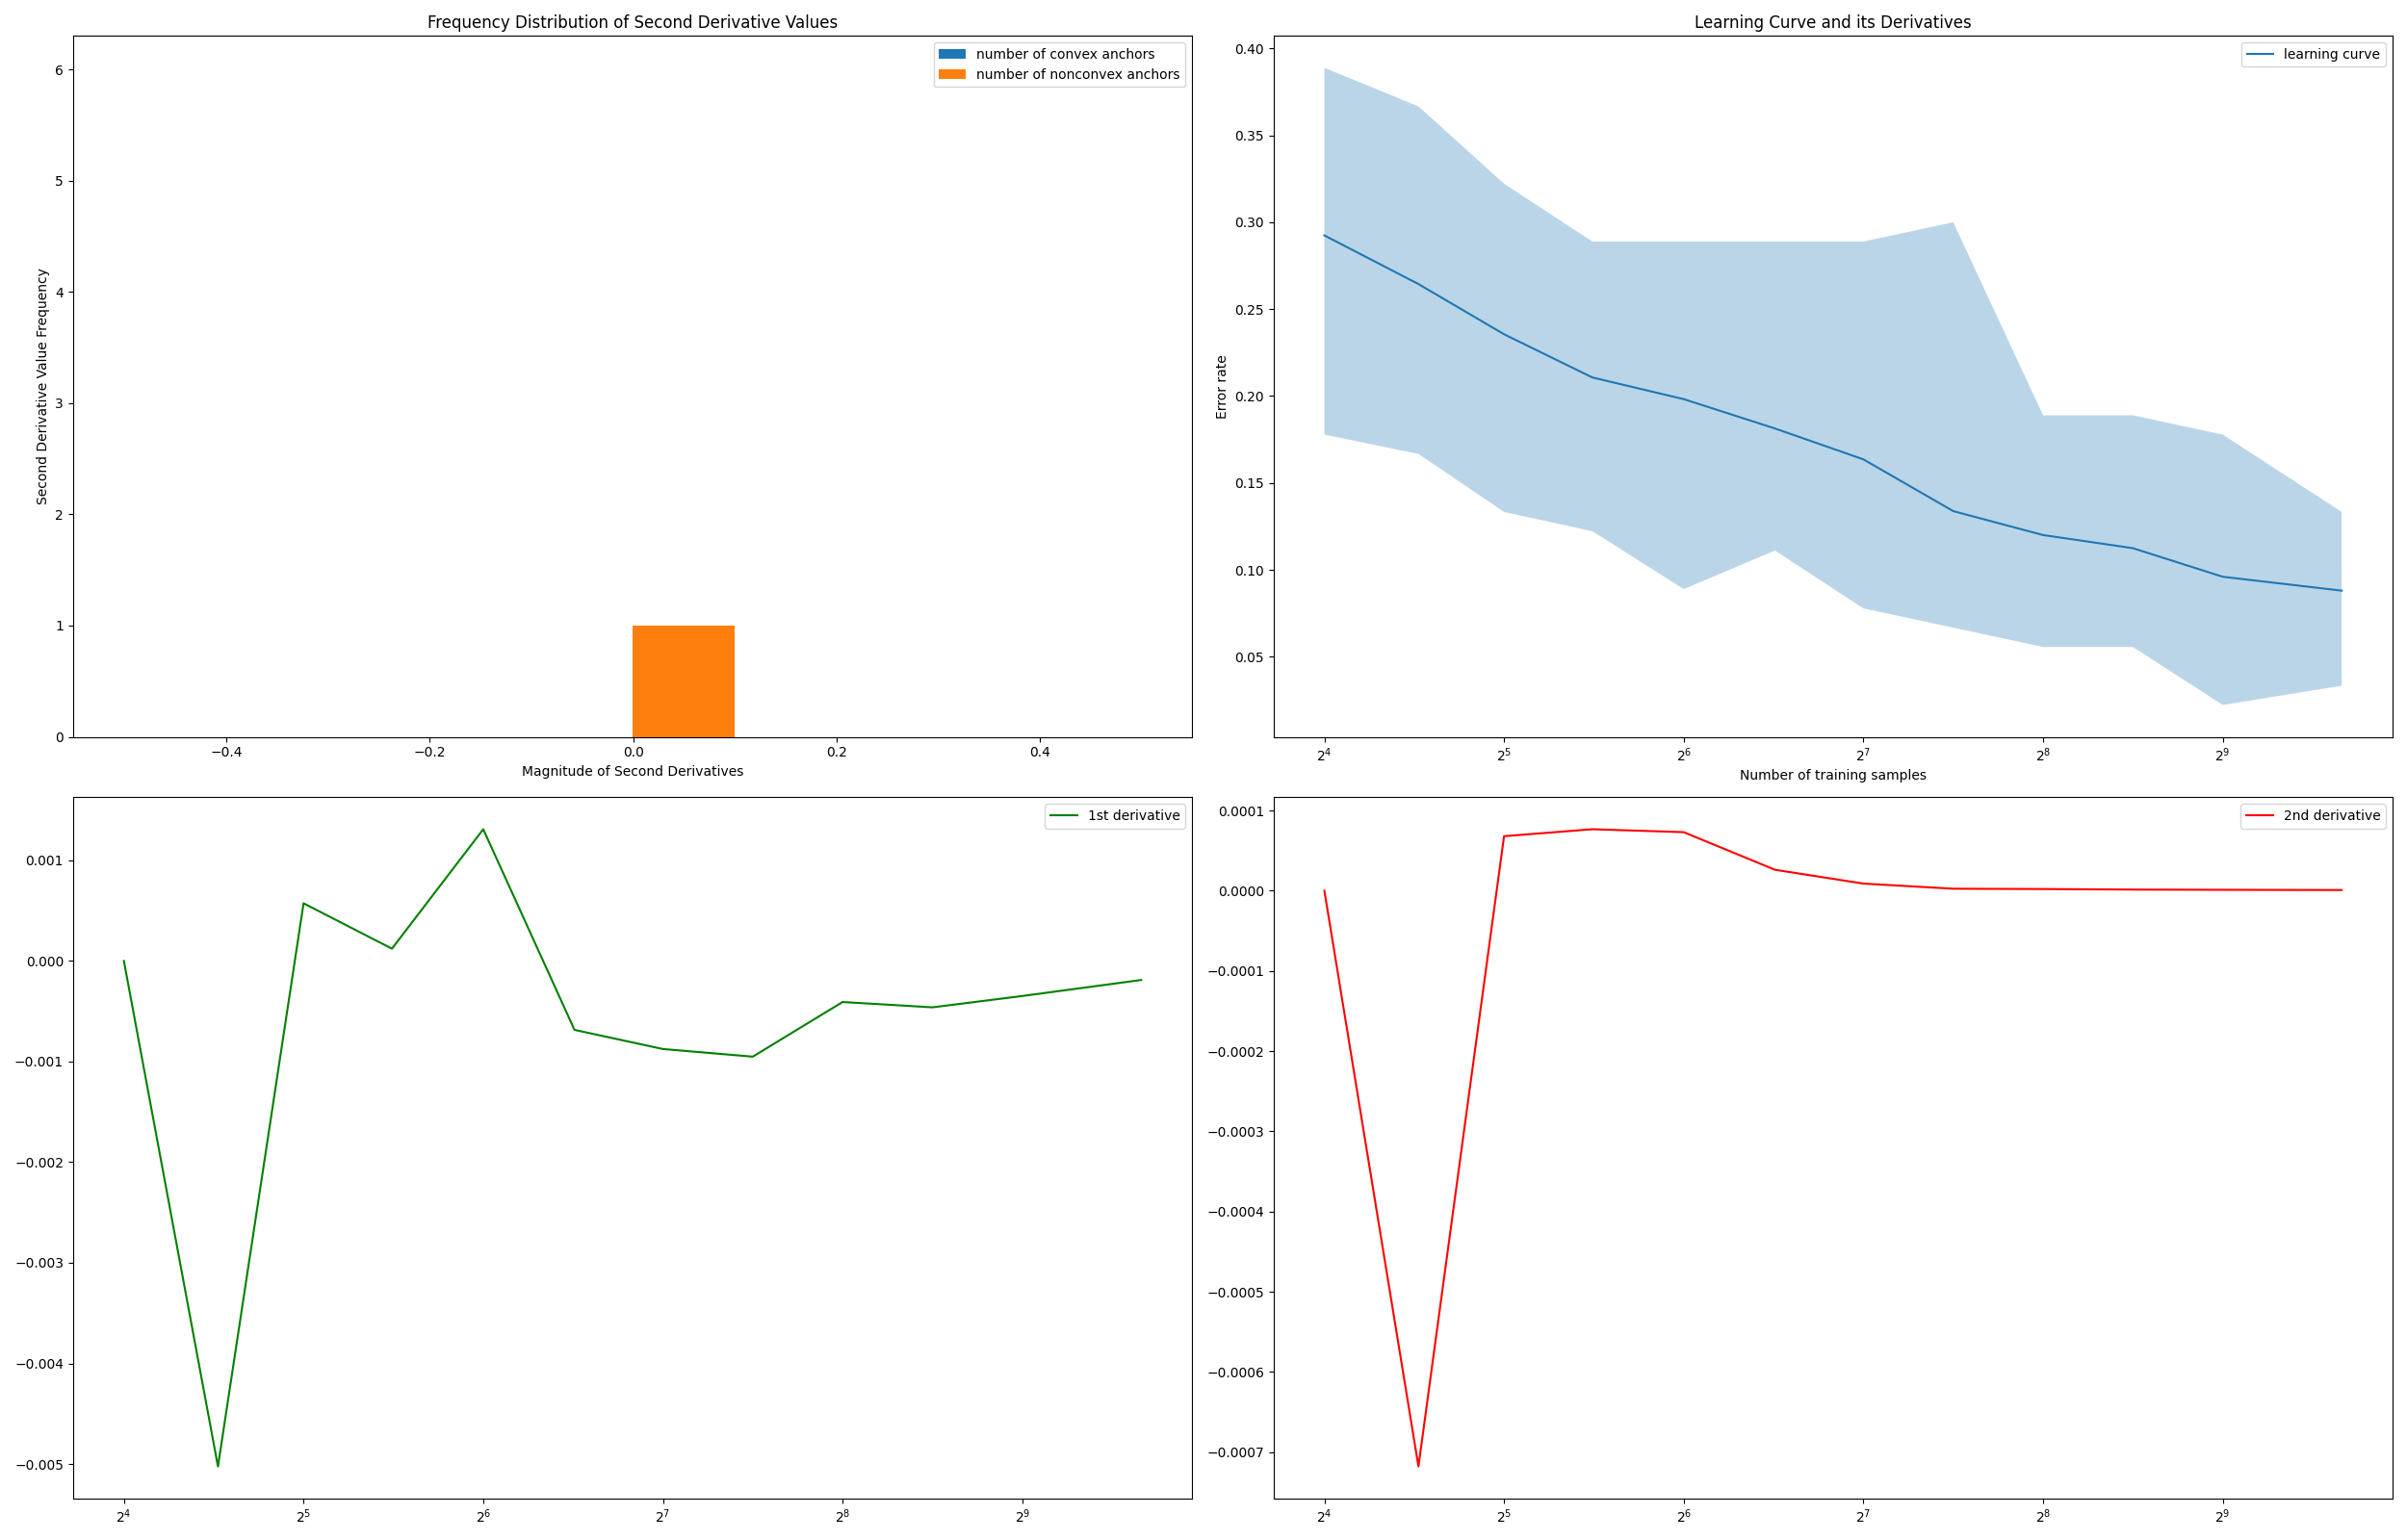 Frequency Distribution of Second Derivative Values
number of convex anchors
number of nonconvex anchors
6
5
4
3
2
1
0
Second Derivative Value Frequency
−0.4 −0.2 0.0 0.2 0.4
Magnitude of Second Derivatives
Learning Curve and its Derivatives
learning curve
0.40
0.35
0.30
0.25
0.20
0.15
0.10
0.05
Error rate
2⁴ 2⁵ 2⁶ 2⁷ 2⁸ 2⁹
Number of training samples
1st derivative
0.001
0.000
−0.001
−0.002
−0.003
−0.004
−0.005
2⁴ 2⁵ 2⁶ 2⁷ 2⁸ 2⁹
2nd derivative
0.0001
0.0000
−0.0001
−0.0002
−0.0003
−0.0004
−0.0005
−0.0006
−0.0007
2⁴ 2⁵ 2⁶ 2⁷ 2⁸ 2⁹